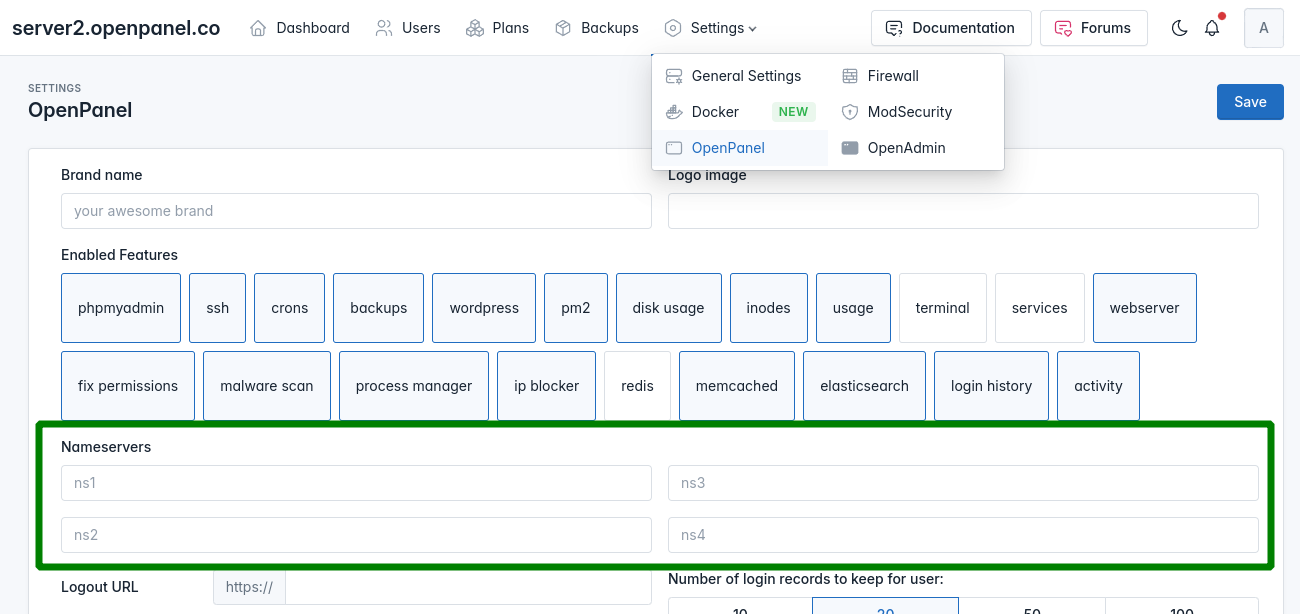 server2.openpanel.co Dashboard Users Plans Backups Settings Documentation Forums A
General Settings Firewall
Docker NEW ModSecurity
OpenPanel OpenAdmin
SETTINGS
OpenPanel
Save
Brand name Logo image
your awesome brand
Enabled Features
phpmyadmin ssh crons backups wordpress pm2 disk usage inodes usage terminal services webserver
fix permissions malware scan process manager ip blocker redis memcached elasticsearch login history activity
Nameservers
ns1 ns3
ns2 ns4
Logout URL https:// Number of login records to keep for user:
10 20 50 100